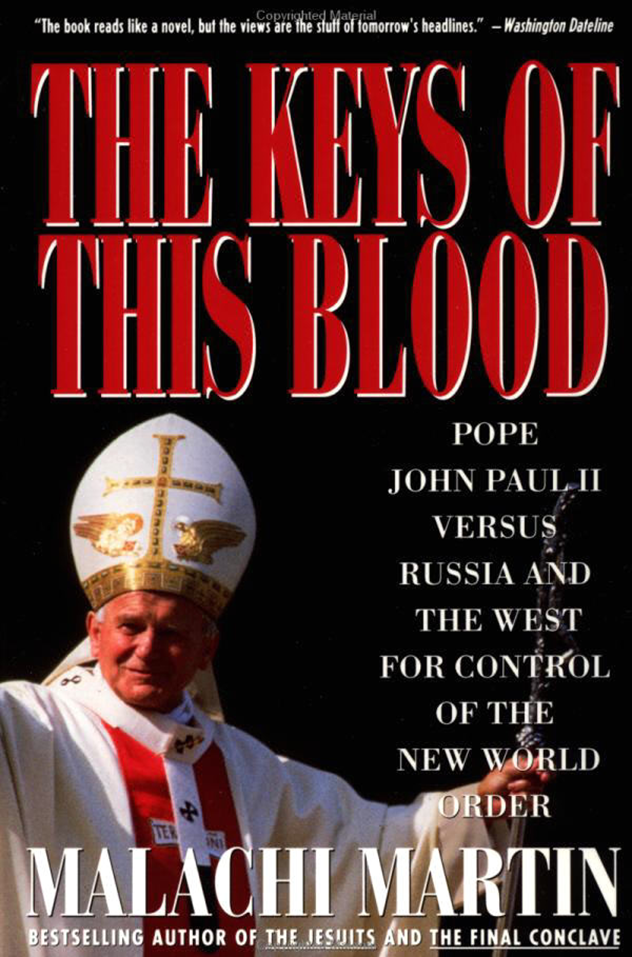 Copyrighted Material
"The book reads like a novel, but the views are the stuff of tomorrow's headlines." – Washington Dateline
THE KEYS OF
THIS BLOOD
POPE
JOHN PAUL II
VERSUS
RUSSIA AND
THE WEST
FOR CONTROL
OF THE
NEW WORLD
ORDER
MALACHI MARTIN
BESTSELLING AUTHOR OF THE JESUITS AND THE FINAL CONCLAVE